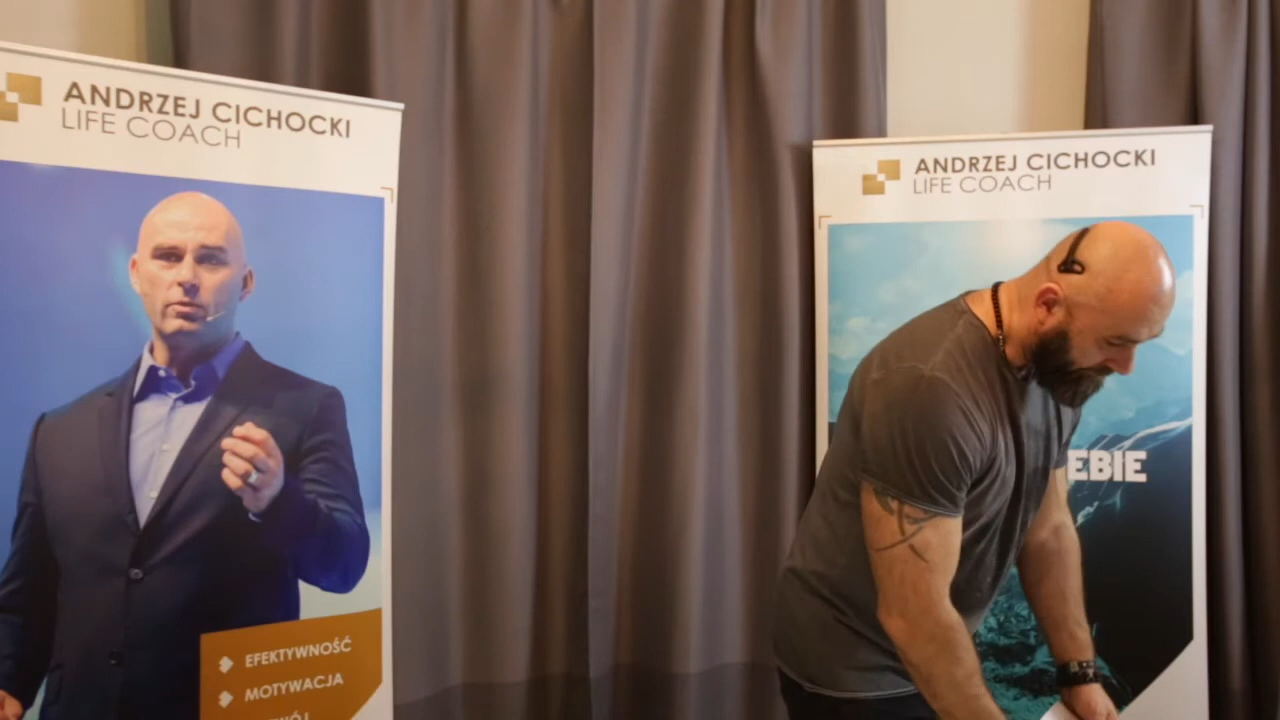 ANDRZEJ CICHOCKI
LIFE COACH
EFEKTYWNOŚĆ
MOTYWACJA
ANDRZEJ CICHOCKI
LIFE COACH
EBIE